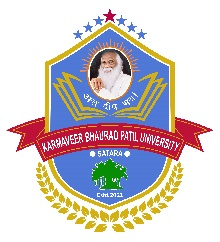 KARMAVEER BHAURAO PATIL UNIVERSITY
• SATARA •
Estd. 2021